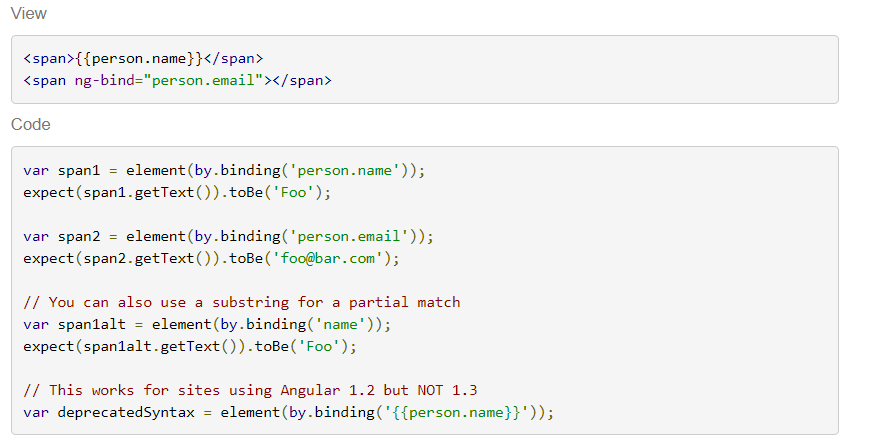 View
<span>{{person.name}}</span>
<span ng-bind="person.email"></span>
Code
var span1 = element(by.binding('person.name'));
expect(span1.getText()).toBe('Foo');
var span2 = element(by.binding('person.email'));
expect(span2.getText()).toBe('foo@bar.com');
// You can also use a substring for a partial match
var span1alt = element(by.binding('name'));
expect(span1alt.getText()).toBe('Foo');
// This works for sites using Angular 1.2 but NOT 1.3
var deprecatedSyntax = element(by.binding('{{person.name}}'));